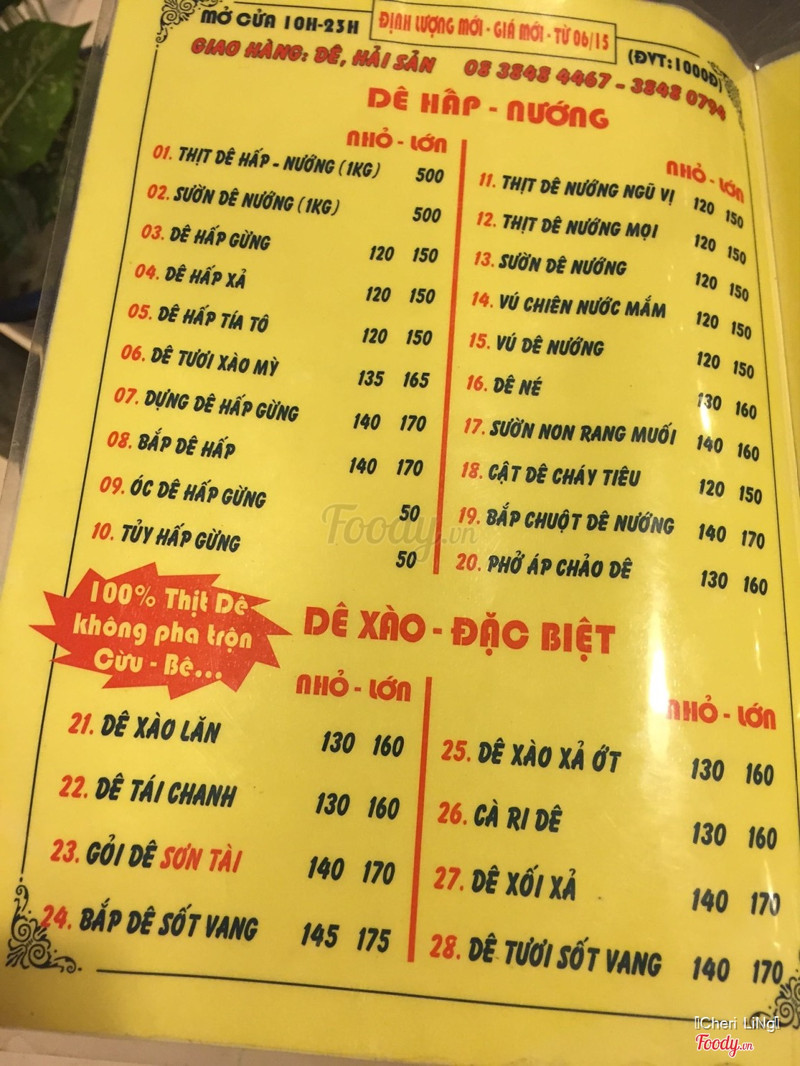 MỞ CỬA 10H-23H
ĐỊNH LƯỢNG MỚI - GIÁ MỚI - TỪ 06/15
(ĐVT:1000Đ)
GIAO HÀNG: DÊ, HẢI SẢN 08 3848 4467 - 3848 0794
DÊ HẤP - NƯỚNG
NHỎ - LỚN
01. THỊT DÊ HẤP - NƯỚNG (1KG) 500
02. SƯỜN DÊ NƯỚNG (1KG) 500
03. DÊ HẤP GỪNG 120 150
04. DÊ HẤP XẢ 120 150
05. DÊ HẤP TÍA TÔ 120 150
06. DÊ TƯƠI XÀO MỲ 135 165
07. DỰNG DÊ HẤP GỪNG 140 170
08. BẮP DÊ HẤP 140 170
09. ÓC DÊ HẤP GỪNG 50
10. TỦY HẤP GỪNG 50
NHỎ - LỚN
11. THỊT DÊ NƯỚNG NGŨ VỊ 120 150
12. THỊT DÊ NƯỚNG MỌI 120 150
13. SƯỜN DÊ NƯỚNG 120 150
14. VÚ CHIÊN NƯỚC MẮM 120 150
15. VÚ DÊ NƯỚNG 120 150
16. DÊ NÉ 130 160
17. SƯỜN NON RANG MUỐI 140 160
18. CẬT DÊ CHÁY TIÊU 120 150
19. BẮP CHUỘT DÊ NƯỚNG 140 170
20. PHỞ ÁP CHẢO DÊ 130 160
100% Thịt Dê
không pha trộn
Cừu - Bê...
DÊ XÀO - ĐẶC BIỆT
NHỎ - LỚN
21. DÊ XÀO LĂN 130 160
22. DÊ TÁI CHANH 130 160
23. GỎI DÊ SƠN TÀI 140 170
24. BẮP DÊ SỐT VANG 145 175
NHỎ - LỚN
25. DÊ XÀO XẢ ỚT 130 160
26. CÀ RI DÊ 130 160
27. DÊ XỐI XẢ 140 170
28. DÊ TƯƠI SỐT VANG 140 170
Foody.vn
[]Cheri LiNg[]
Foody.vn